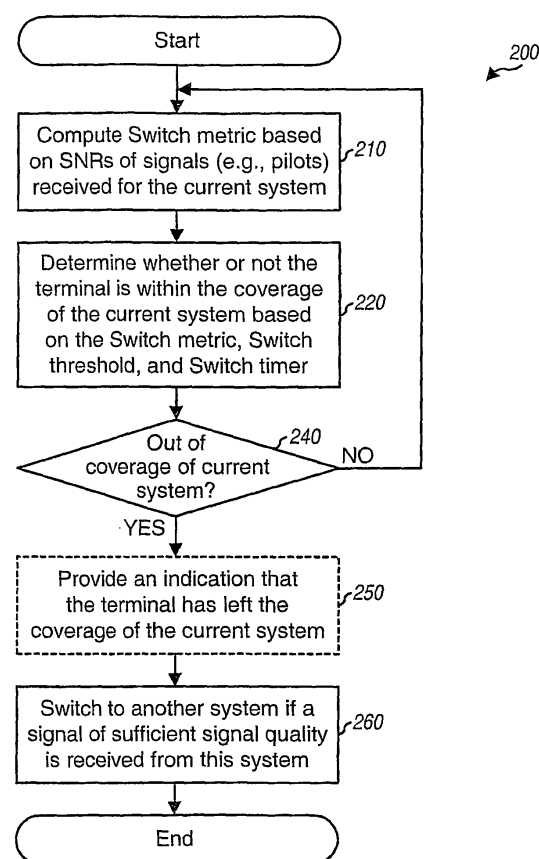 Start
200
Compute Switch metric based
on SNRs of signals (e.g., pilots)
received for the current system
210
Determine whether or not the
terminal is within the coverage
of the current system based
on the Switch metric, Switch
threshold, and Switch timer
220
Out of
coverage of current
system?
240
NO
YES
Provide an indication that
the terminal has left the
coverage of the current system
250
Switch to another system if a
signal of sufficient signal quality
is received from this system
260
End